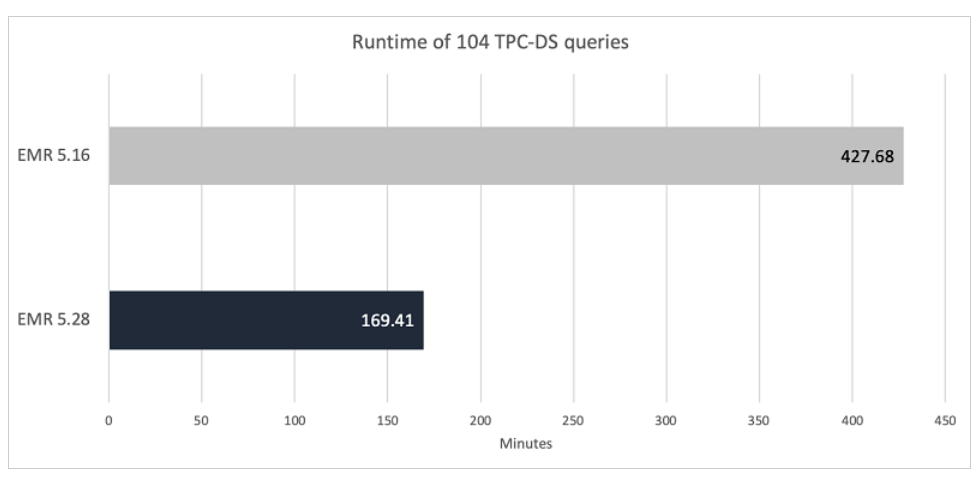 Runtime of 104 TPC-DS queries
EMR 5.16
427.68
EMR 5.28
169.41
0 50 100 150 200 250 300 350 400 450
Minutes